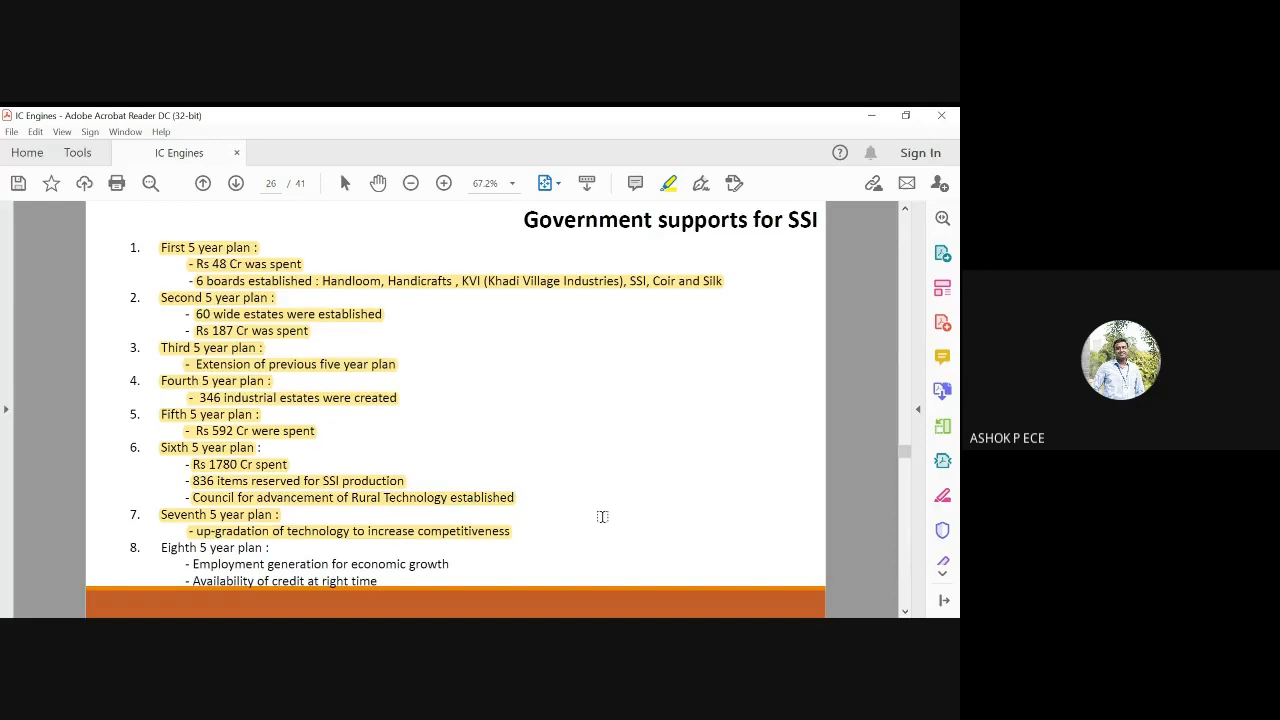 IC Engines - Adobe Acrobat Reader DC (32-bit)
File Edit View Sign Window Help
Home Tools IC Engines × Sign In
26 / 41 67.2%
Government supports for SSI
1. First 5 year plan :
- Rs 48 Cr was spent
- 6 boards established : Handloom, Handicrafts , KVI (Khadi Village Industries), SSI, Coir and Silk
2. Second 5 year plan :
- 60 wide estates were established
- Rs 187 Cr was spent
3. Third 5 year plan :
- Extension of previous five year plan
4. Fourth 5 year plan :
- 346 industrial estates were created
5. Fifth 5 year plan :
- Rs 592 Cr were spent
6. Sixth 5 year plan :
- Rs 1780 Cr spent
- 836 items reserved for SSI production
- Council for advancement of Rural Technology established
7. Seventh 5 year plan :
- up-gradation of technology to increase competitiveness
8. Eighth 5 year plan :
- Employment generation for economic growth
- Availability of credit at right time
ASHOK P ECE